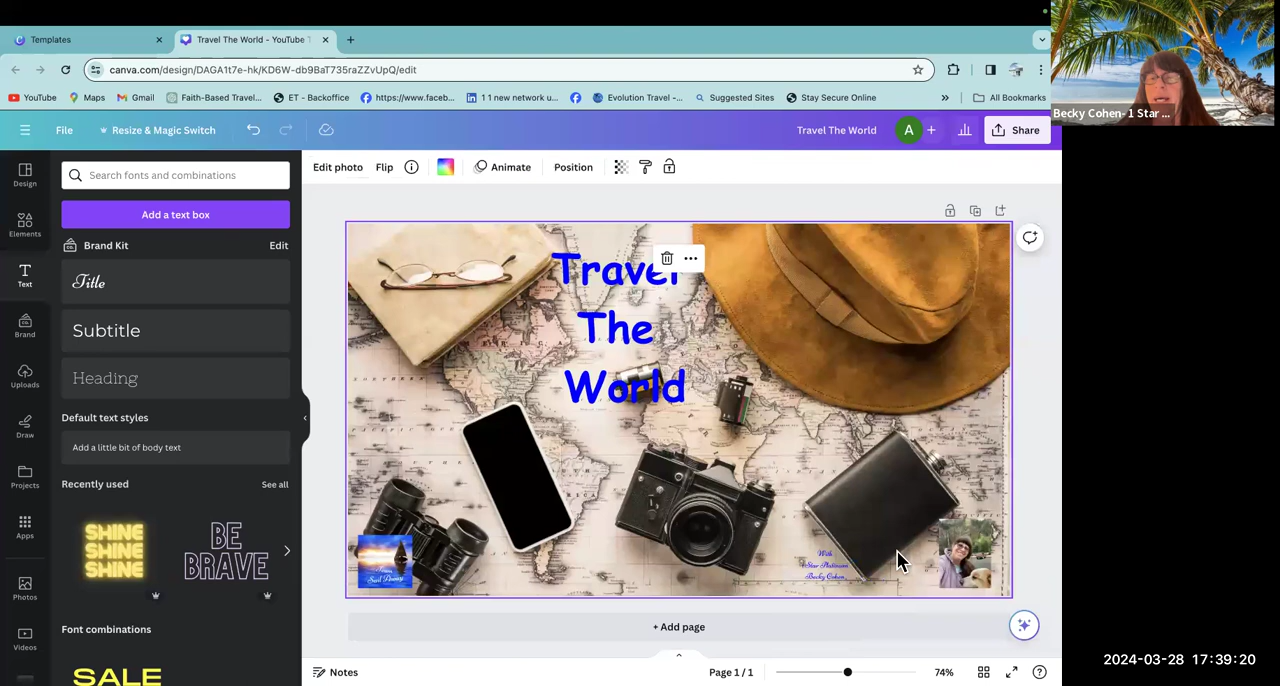 Templates
Travel The World - YouTube T
canva.com/design/DAGA1t7e-hk/KD6W-db9BaT735raZZvUpQ/edit
YouTube Maps Gmail Faith-Based Travel... ET - Backoffice https://www.faceb... 1 1 new network u... Evolution Travel -... Suggested Sites Stay Secure Online » All Bookmarks
Becky Cohen- 1 Star ...
File Resize & Magic Switch Travel The World A + Share
Edit photo Flip Animate Position
Design
Elements
Text
Brand
Uploads
Draw
Projects
Apps
Photos
Videos
Search fonts and combinations
Add a text box
Brand Kit Edit
Title
Subtitle
Heading
Default text styles
Add a little bit of body text
Recently used See all
SHINE
SHINE
SHINE
BE
BRAVE
Font combinations
SALE
Travel
The
World
With
1 Star Platinum
Becky Cohen
+ Add page
Notes Page 1 / 1 74%
2024-03-28 17:39:20